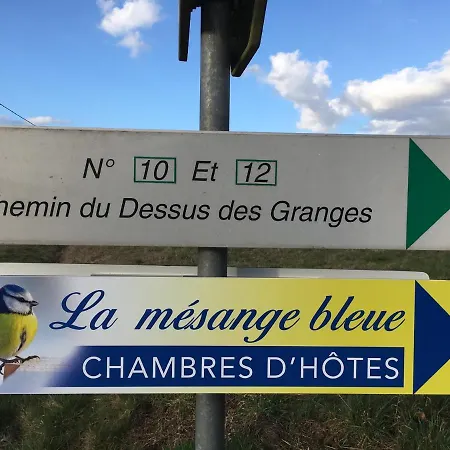 N° 10 Et 12
hemin du Dessus des Granges
La mésange bleue
CHAMBRES D'HÔTES